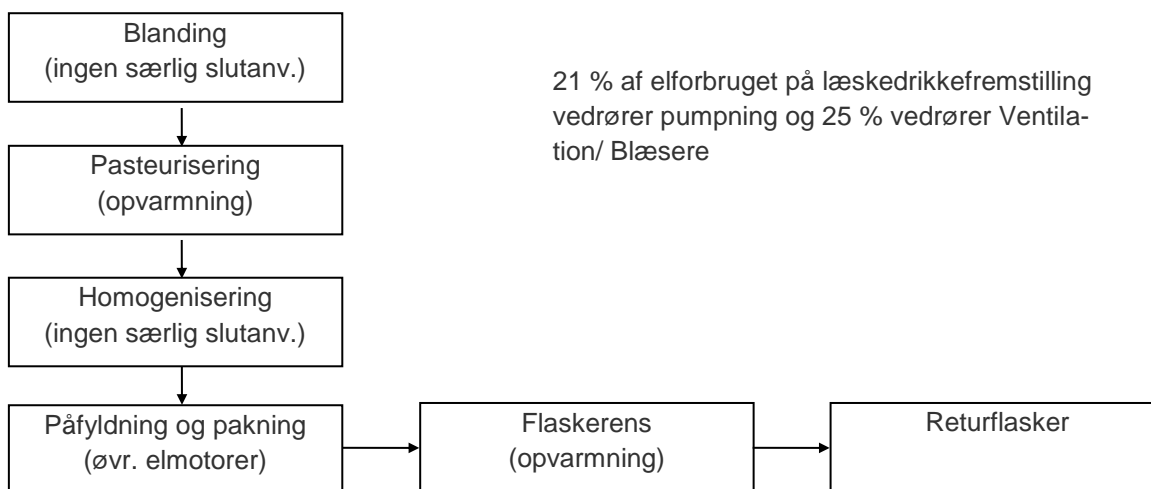 Blanding
(ingen særlig slutanv.)
21 % af elforbruget på læskedrikkefremstilling
vedrører pumpning og 25 % vedrører Ventila-
tion/ Blæsere
Pasteurisering
(opvarmning)
Homogenisering
(ingen særlig slutanv.)
Påfyldning og pakning
(øvr. elmotorer)
Flaskerens
(opvarmning)
Returflasker